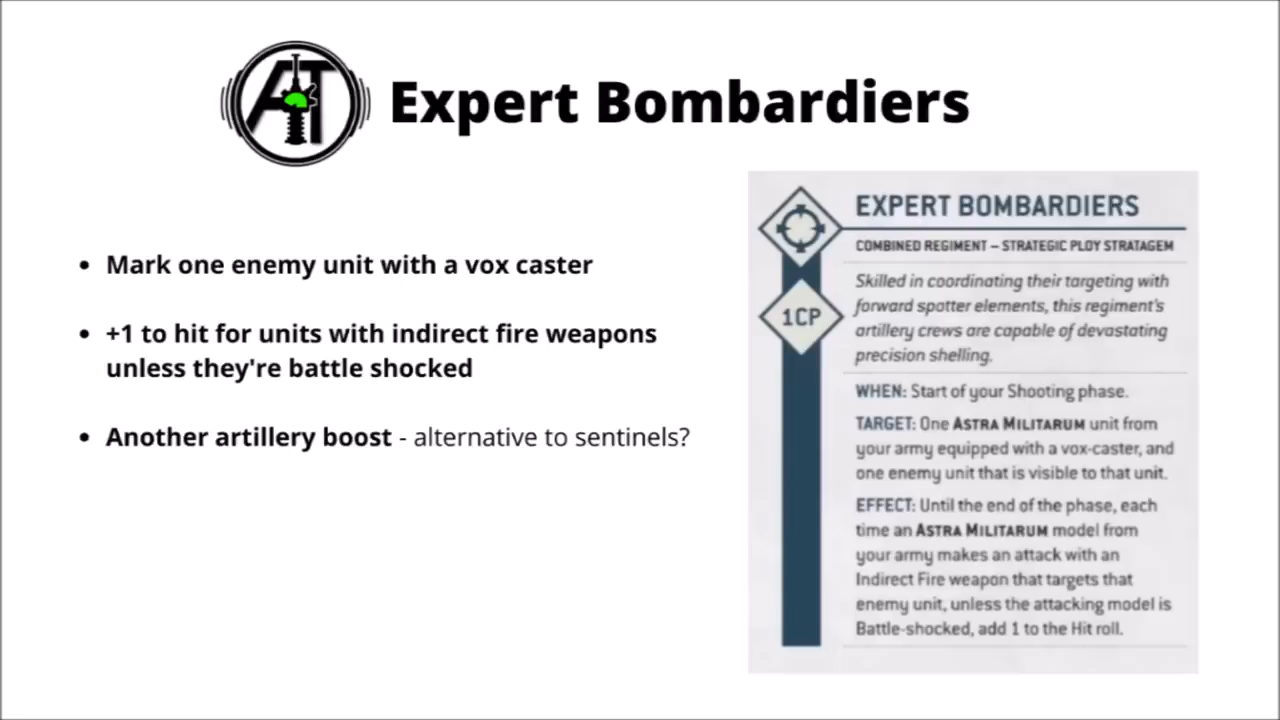 AT
Expert Bombardiers
• Mark one enemy unit with a vox caster
• +1 to hit for units with indirect fire weapons
unless they're battle shocked
• Another artillery boost - alternative to sentinels?
EXPERT BOMBARDIERS
COMBINED REGIMENT – STRATEGIC PLOY STRATAGEM
1CP
Skilled in coordinating their targeting with
forward spotter elements, this regiment's
artillery crews are capable of devastating
precision shelling.
WHEN: Start of your Shooting phase.
TARGET: One ASTRA MILITARUM unit from
your army equipped with a vox-caster, and
one enemy unit that is visible to that unit.
EFFECT: Until the end of the phase, each
time an ASTRA MILITARUM model from
your army makes an attack with an
Indirect Fire weapon that targets that
enemy unit, unless the attacking model is
Battle-shocked, add 1 to the Hit roll.